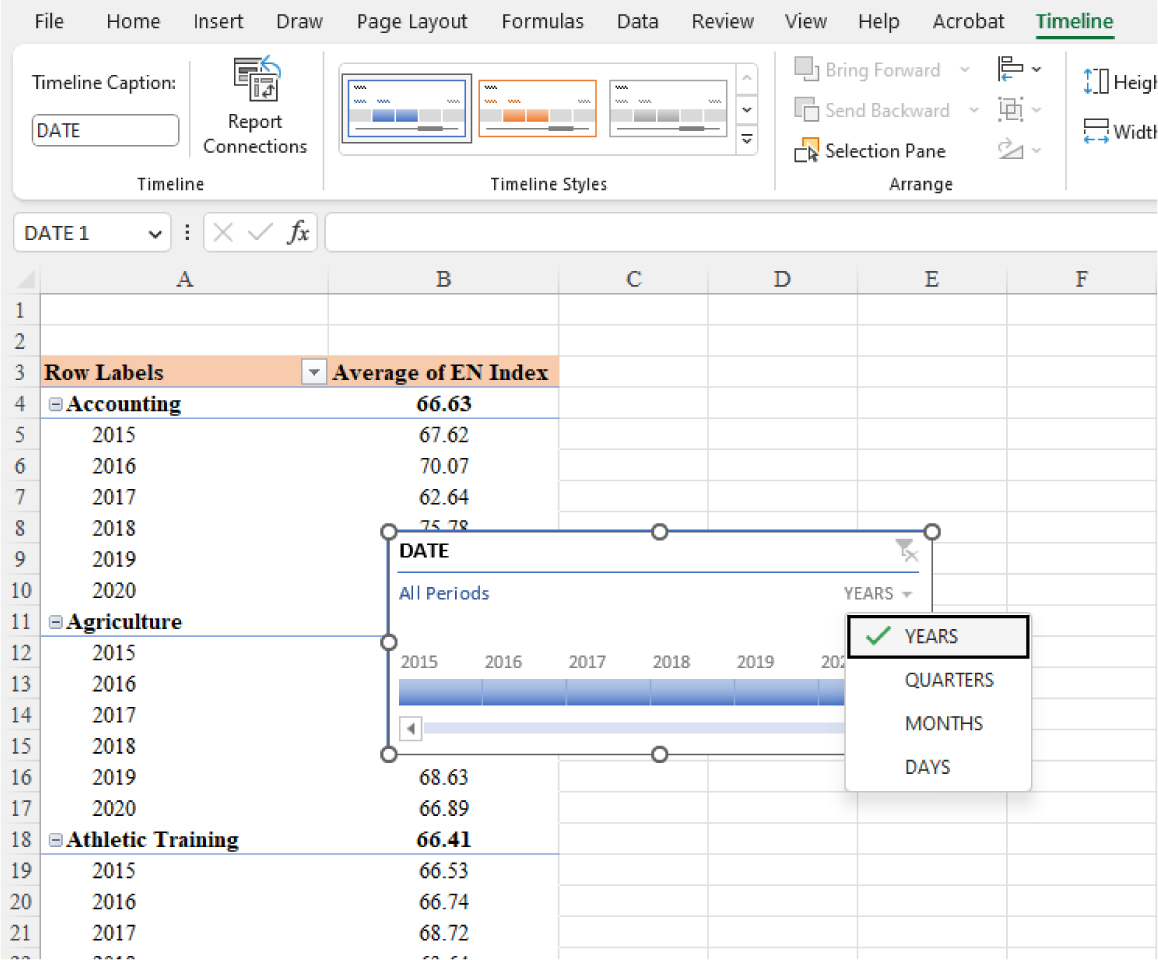 File Home Insert Draw Page Layout Formulas Data Review View Help Acrobat Timeline
Timeline Caption:
DATE
Report
Connections
Timeline
Timeline Styles
Bring Forward
Send Backward
Selection Pane
Arrange
Heigh
Width
DATE 1 fx
A B C D E F
1
2
3 Row Labels Average of EN Index
4 Accounting 66.63
5 2015 67.62
6 2016 70.07
7 2017 62.64
8 2018 75.78
9 2019
10 2020
11 Agriculture
12 2015
13 2016
14 2017
15 2018
16 2019 68.63
17 2020 66.89
18 Athletic Training 66.41
19 2015 66.53
20 2016 66.74
21 2017 68.72
DATE
All Periods YEARS
2015 2016 2017 2018 2019 202
YEARS
QUARTERS
MONTHS
DAYS